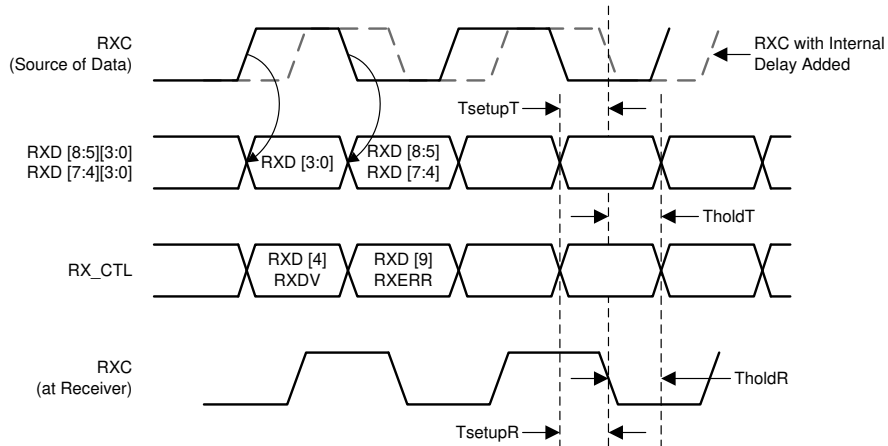 RXC
(Source of Data)
RXC with Internal
Delay Added
TsetupT
RXD [8:5][3:0]
RXD [7:4][3:0]
RXD [3:0]
RXD [8:5]
RXD [7:4]
TholdT
RX_CTL
RXD [4]
RXDV
RXD [9]
RXERR
RXC
(at Receiver)
TholdR
TsetupR